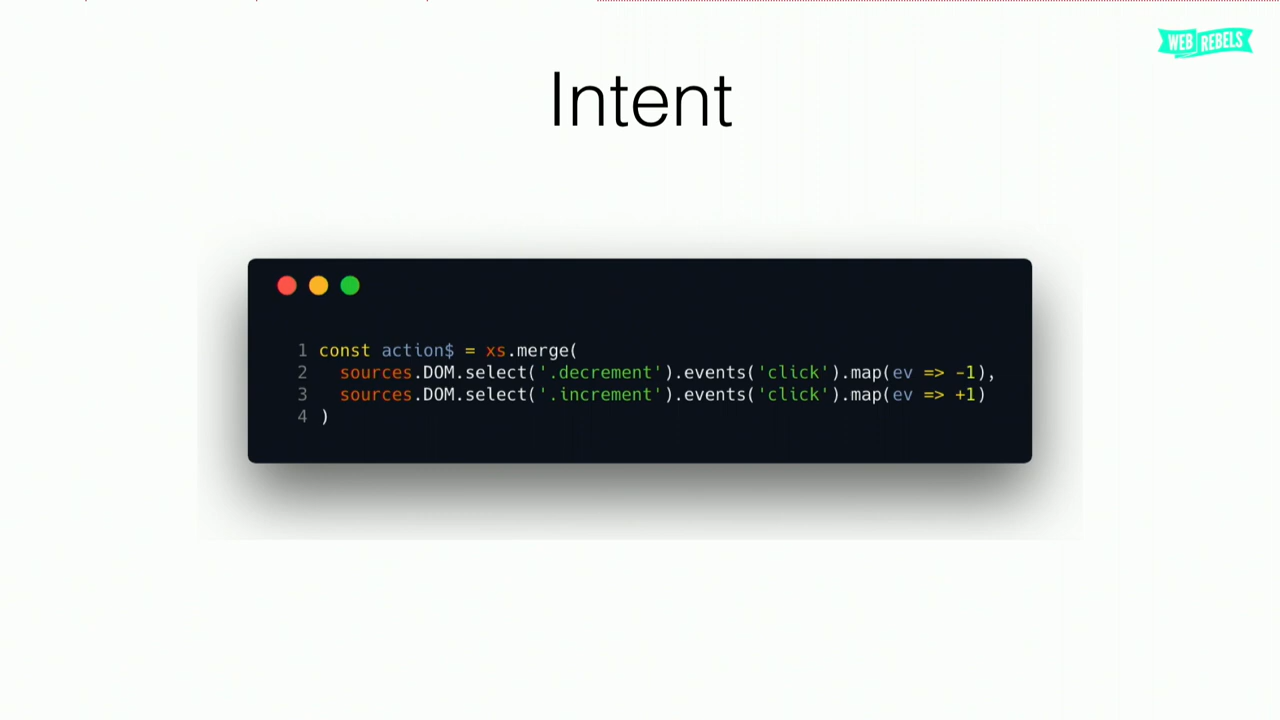 WEB REBELS
Intent
1 const action$ = xs.merge(
2   sources.DOM.select('.decrement').events('click').map(ev => -1),
3   sources.DOM.select('.increment').events('click').map(ev => +1)
4 )